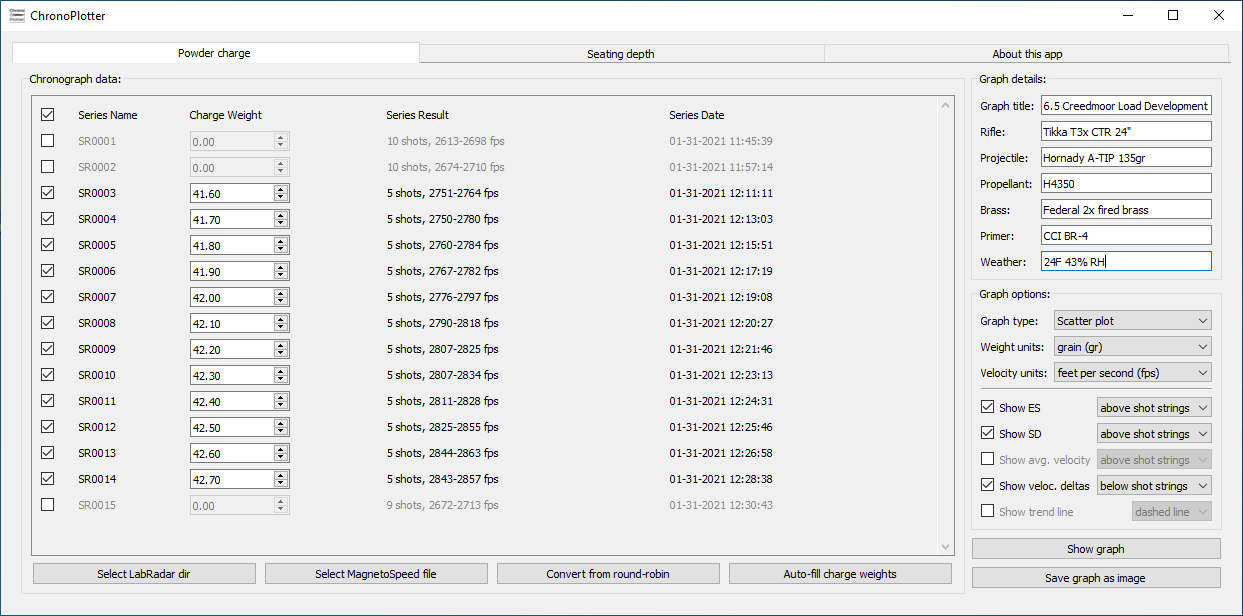 ChronoPlotter
Powder charge
Seating depth
About this app
Chronograph data:
Series Name Charge Weight Series Result Series Date
SR0001 0.00 10 shots, 2613-2698 fps 01-31-2021 11:45:39
SR0002 0.00 10 shots, 2674-2710 fps 01-31-2021 11:57:14
SR0003 41.60 5 shots, 2751-2764 fps 01-31-2021 12:11:11
SR0004 41.70 5 shots, 2750-2780 fps 01-31-2021 12:13:03
SR0005 41.80 5 shots, 2760-2784 fps 01-31-2021 12:15:51
SR0006 41.90 5 shots, 2767-2782 fps 01-31-2021 12:17:19
SR0007 42.00 5 shots, 2776-2797 fps 01-31-2021 12:19:08
SR0008 42.10 5 shots, 2790-2818 fps 01-31-2021 12:20:27
SR0009 42.20 5 shots, 2807-2825 fps 01-31-2021 12:21:46
SR0010 42.30 5 shots, 2807-2834 fps 01-31-2021 12:23:13
SR0011 42.40 5 shots, 2811-2828 fps 01-31-2021 12:24:31
SR0012 42.50 5 shots, 2825-2855 fps 01-31-2021 12:25:46
SR0013 42.60 5 shots, 2844-2863 fps 01-31-2021 12:26:58
SR0014 42.70 5 shots, 2843-2857 fps 01-31-2021 12:28:38
SR0015 0.00 9 shots, 2672-2713 fps 01-31-2021 12:30:43
Select LabRadar dir
Select MagnetoSpeed file
Convert from round-robin
Auto-fill charge weights
Graph details:
Graph title: 6.5 Creedmoor Load Development
Rifle: Tikka T3x CTR 24"
Projectile: Hornady A-TIP 135gr
Propellant: H4350
Brass: Federal 2x fired brass
Primer: CCI BR-4
Weather: 24F 43% RH
Graph options:
Graph type: Scatter plot
Weight units: grain (gr)
Velocity units: feet per second (fps)
Show ES above shot strings
Show SD above shot strings
Show avg. velocity above shot strings
Show veloc. deltas below shot strings
Show trend line dashed line
Show graph
Save graph as image